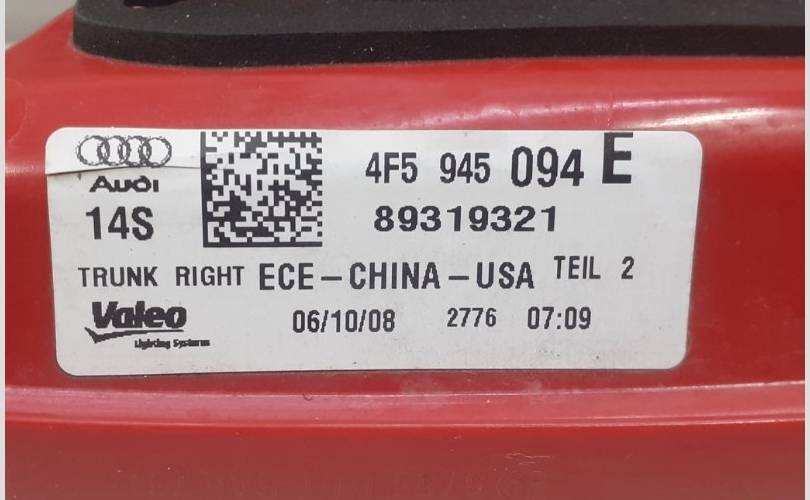 Audi
4F5 945 094 E
14S
89319321
TRUNK RIGHT ECE-CHINA-USA TEIL 2
Valeo
Lighting Systems
06/10/08 2776 07:09